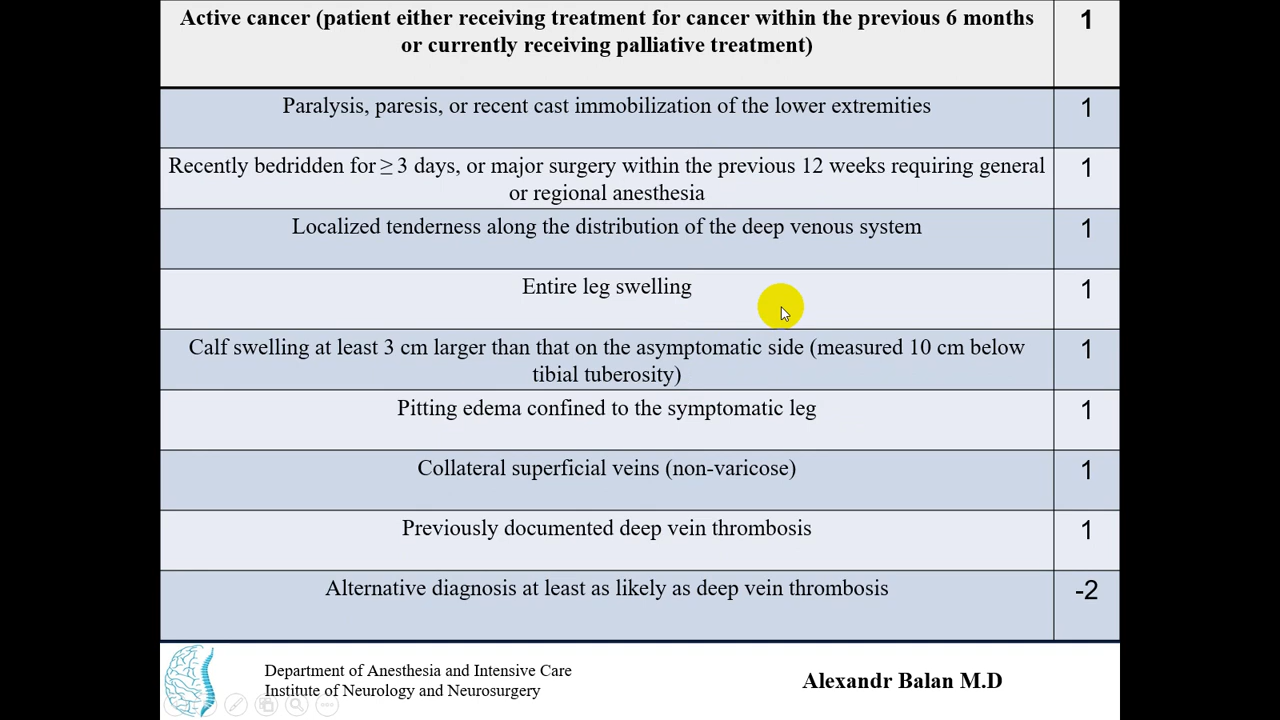 Active cancer (patient either receiving treatment for cancer within the previous 6 months
or currently receiving palliative treatment)
1
Paralysis, paresis, or recent cast immobilization of the lower extremities
1
Recently bedridden for ≥ 3 days, or major surgery within the previous 12 weeks requiring general
or regional anesthesia
1
Localized tenderness along the distribution of the deep venous system
1
Entire leg swelling
1
Calf swelling at least 3 cm larger than that on the asymptomatic side (measured 10 cm below
tibial tuberosity)
1
Pitting edema confined to the symptomatic leg
1
Collateral superficial veins (non-varicose)
1
Previously documented deep vein thrombosis
1
Alternative diagnosis at least as likely as deep vein thrombosis
-2
Department of Anesthesia and Intensive Care
Institute of Neurology and Neurosurgery
Alexandr Balan M.D